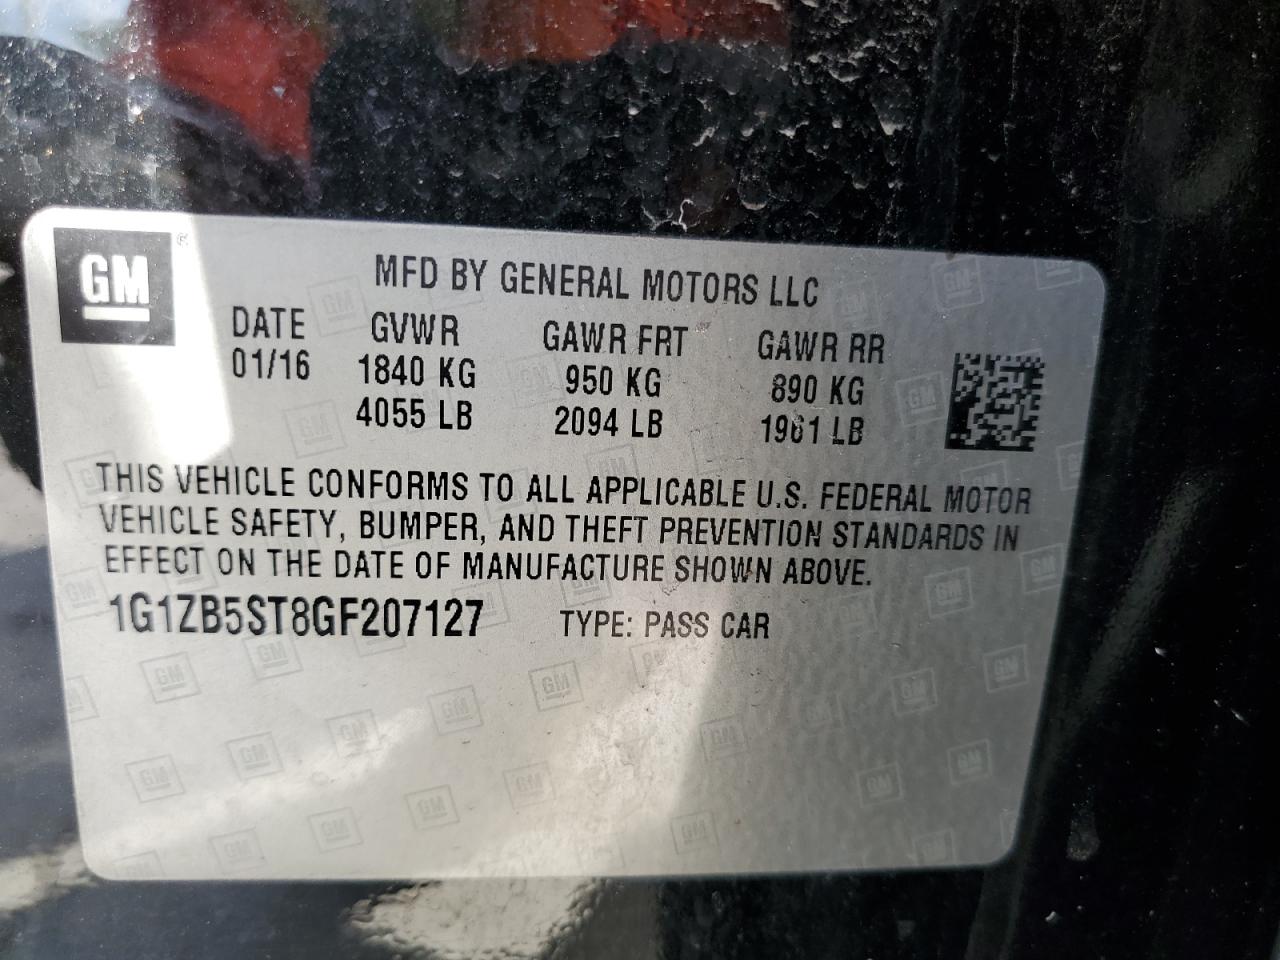 GM®
MFD BY GENERAL MOTORS LLC
DATE GVWR GAWR FRT GAWR RR
01/16 1840 KG 950 KG 890 KG
4055 LB 2094 LB 1961 LB
THIS VEHICLE CONFORMS TO ALL APPLICABLE U.S. FEDERAL MOTOR
VEHICLE SAFETY, BUMPER, AND THEFT PREVENTION STANDARDS IN
EFFECT ON THE DATE OF MANUFACTURE SHOWN ABOVE.
1G1ZB5ST8GF207127 TYPE: PASS CAR